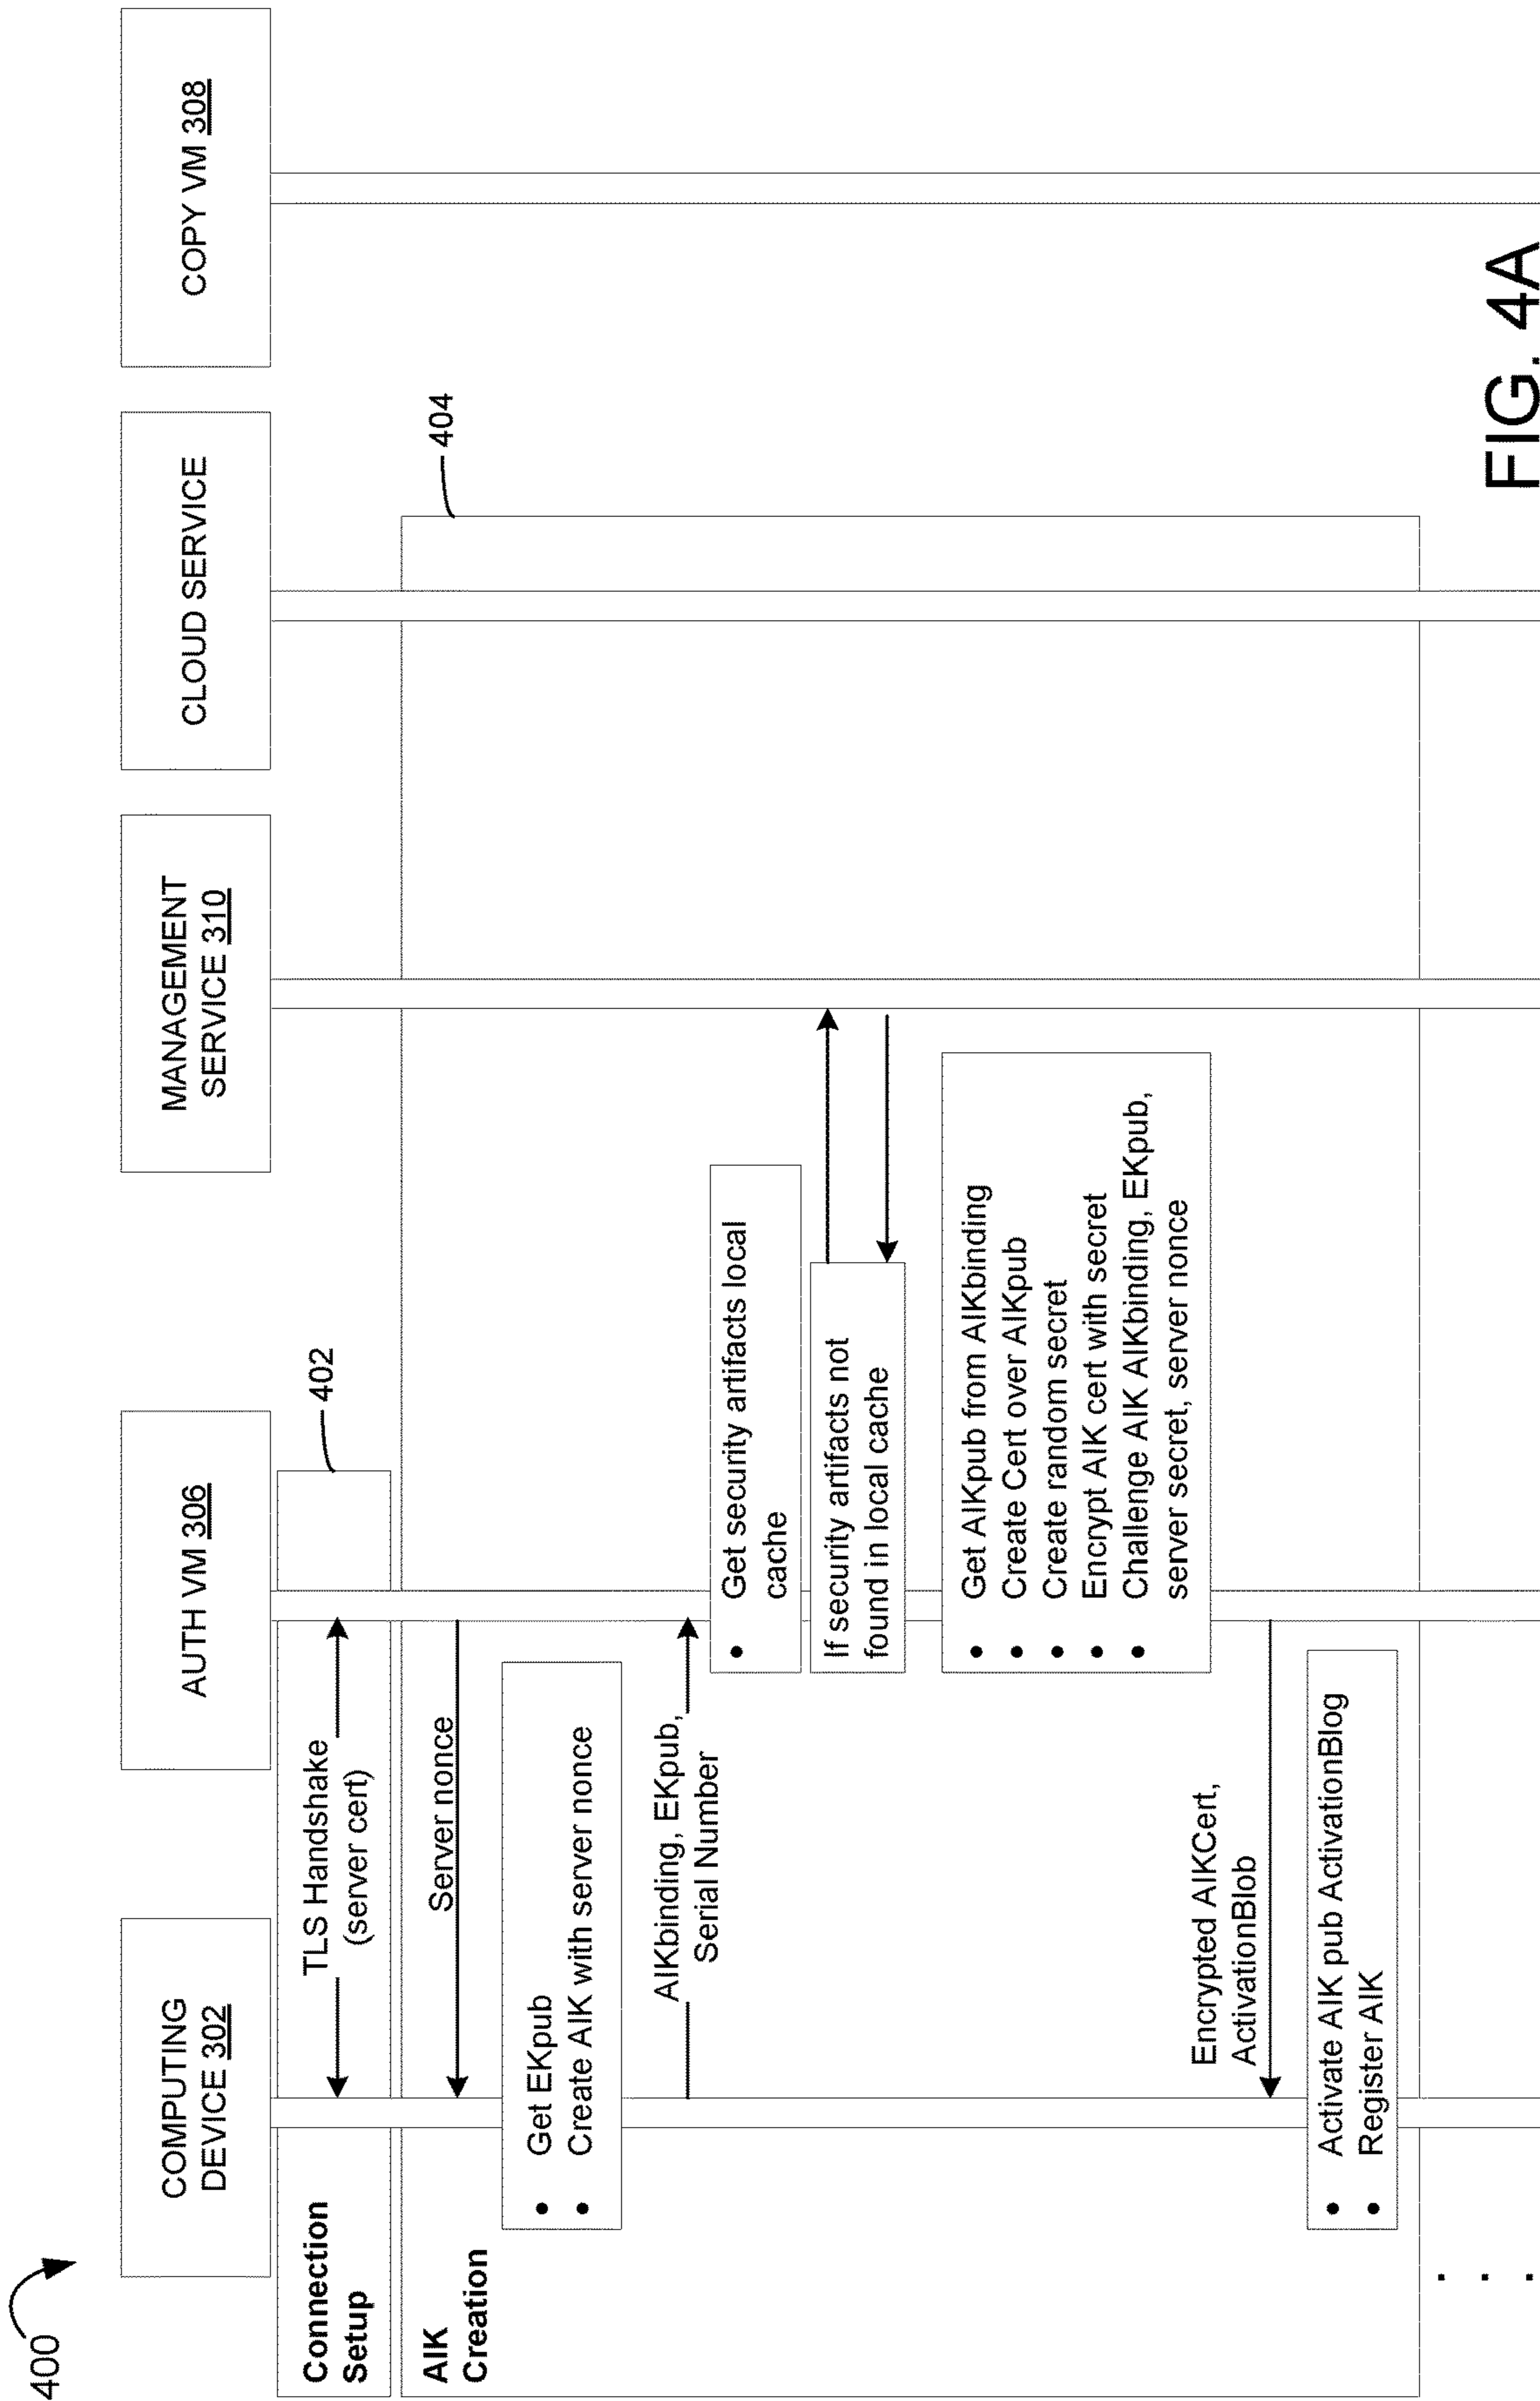 400
COMPUTING
DEVICE 302
AUTH VM 306
MANAGEMENT
SERVICE 310
CLOUD SERVICE
COPY VM 308
Connection
Setup
TLS Handshake
(server cert)
402
AIK
Creation
404
Server nonce
• Get EKpub
• Create AIK with server nonce
AIKbinding, EKpub,
Serial Number
• Get security artifacts local
cache
If security artifacts not
found in local cache
• Get AIKpub from AIKbinding
• Create Cert over AIKpub
• Create random secret
• Encrypt AIK cert with secret
• Challenge AIK AIKbinding, EKpub,
server secret, server nonce
Encrypted AIKCert,
ActivationBlob
• Activate AIK pub ActivationBlog
• Register AIK
FIG. 4A